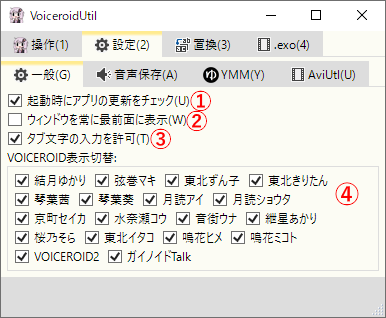 VoiceroidUtil
操作(1) 設定(2) 置換(3) .exo(4)
一般(G) 音声保存(A) ゆ YMM(Y) AviUtl(U)
起動時にアプリの更新をチェック(U) ①
ウィンドウを常に最前面に表示(W) ②
タブ文字の入力を許可(T) ③
VOICEROID表示切替:
結月ゆかり 弦巻マキ 東北ずん子 東北きりたん ④
琴葉茜 琴葉葵 月読アイ 月読ショウタ
京町セイカ 水奈瀬コウ 音街ウナ 紲星あかり
桜乃そら 東北イタコ 鳴花ヒメ 鳴花ミコト
VOICEROID2 ガイノイドTalk